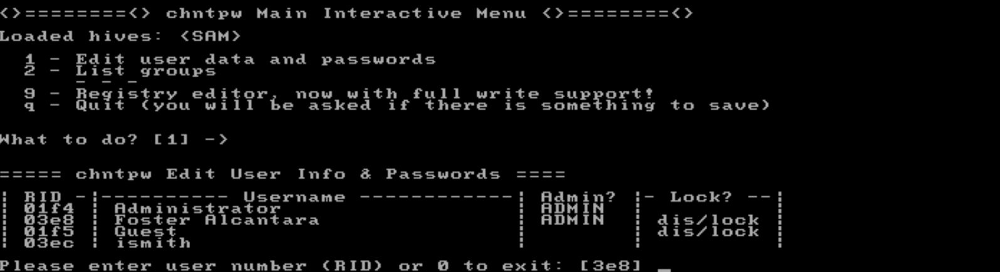 <>========<> chntpw Main Interactive Menu <>========<>
Loaded hives: <SAM>
  1 - Edit user data and passwords
  2 - List groups
      - - -
  9 - Registry editor, now with full write support!
  q - Quit (you will be asked if there is something to save)
What to do? [1] ->
===== chntpw Edit User Info & Passwords ====
| RID -|---------- Username ------------| Admin? |- Lock? --|
| 01f4 | Administrator                  | ADMIN  |          |
| 03e8 | Foster Alcantara               | ADMIN  | dis/lock |
| 01f5 | Guest                          |        | dis/lock |
| 03ec | ismith                         |        |          |
Please enter user number (RID) or 0 to exit: [3e8] _